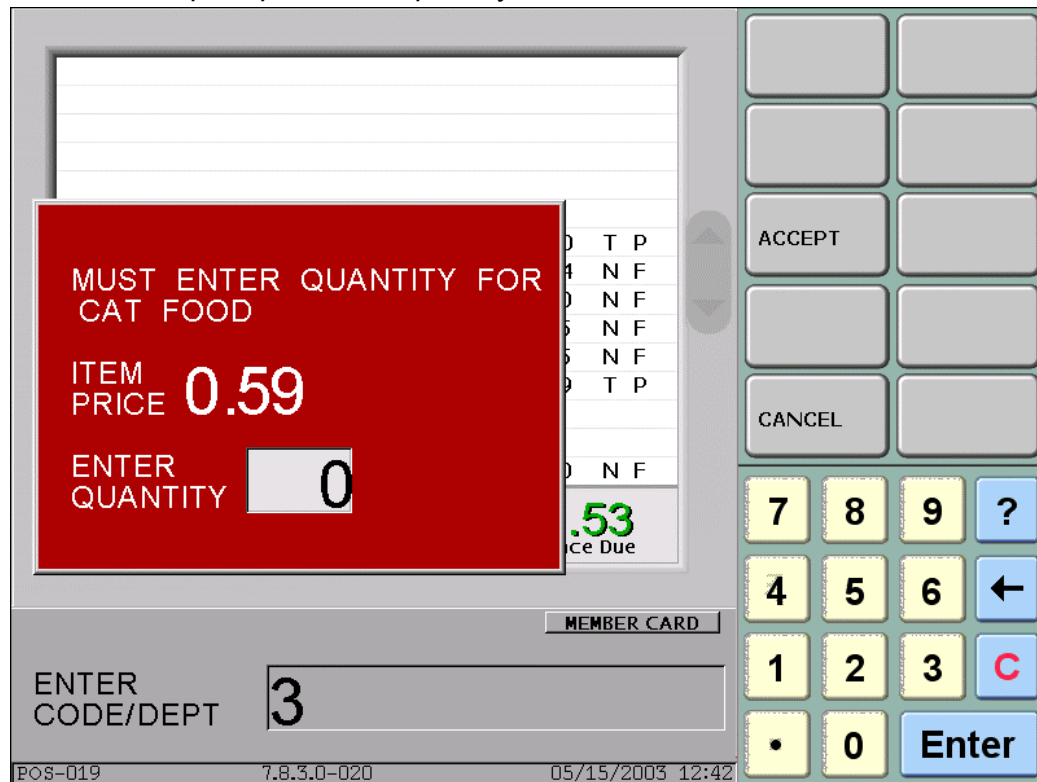 MUST ENTER QUANTITY FOR
CAT FOOD
ITEM
PRICE 0.59
ENTER
QUANTITY 0
T P
N F
N F
N F
N F
T P
N F
.53
Due
MEMBER CARD
ENTER
CODE/DEPT 3
POS-019 7.8.3.0-020 05/15/2003 12:42
ACCEPT
CANCEL
7 8 9 ?
4 5 6 ←
1 2 3 C
. 0 Enter